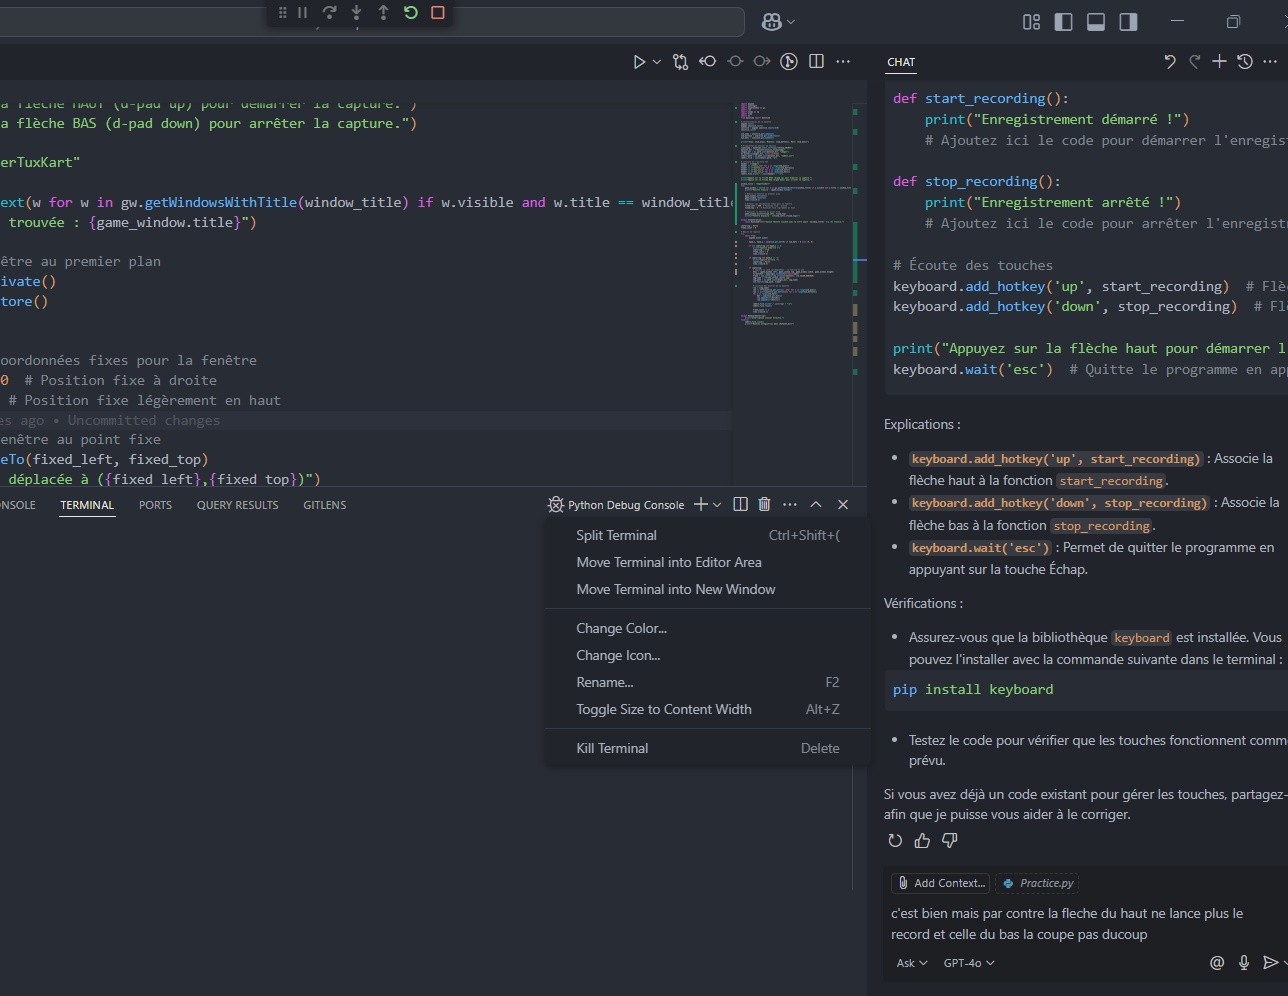 CHAT
a flèche HAUT (d-pad up) pour démarrer la capture.")
a flèche BAS (d-pad down) pour arrêter la capture.")
erTuxKart"
ext(w for w in gw.getWindowsWithTitle(window_title) if w.visible and w.title == window_title
trouvée : {game_window.title}")
être au premier plan
ivate()
tore()
oordonnées fixes pour la fenêtre
0 # Position fixe à droite
# Position fixe légèrement en haut
es ago • Uncommitted changes
enêtre au point fixe
eTo(fixed_left, fixed_top)
déplacée à ({fixed_left},{fixed_top})")
NSOLE TERMINAL PORTS QUERY RESULTS GITLENS
Python Debug Console
Split Terminal Ctrl+Shift+(
Move Terminal into Editor Area
Move Terminal into New Window
Change Color...
Change Icon...
Rename... F2
Toggle Size to Content Width Alt+Z
Kill Terminal Delete
def start_recording():
print("Enregistrement démarré !")
# Ajoutez ici le code pour démarrer l'enregist
def stop_recording():
print("Enregistrement arrêté !")
# Ajoutez ici le code pour arrêter l'enregistr
# Écoute des touches
keyboard.add_hotkey('up', start_recording) # Flè
keyboard.add_hotkey('down', stop_recording) # Fl
print("Appuyez sur la flèche haut pour démarrer l
keyboard.wait('esc') # Quitte le programme en ap
Explications :
• keyboard.add_hotkey('up', start_recording) : Associe la
flèche haut à la fonction start_recording.
• keyboard.add_hotkey('down', stop_recording) : Associe la
flèche bas à la fonction stop_recording.
• keyboard.wait('esc') : Permet de quitter le programme en
appuyant sur la touche Échap.
Vérifications :
• Assurez-vous que la bibliothèque keyboard est installée. Vous
pouvez l'installer avec la commande suivante dans le terminal :
pip install keyboard
• Testez le code pour vérifier que les touches fonctionnent comm
prévu.
Si vous avez déjà un code existant pour gérer les touches, partagez-
afin que je puisse vous aider à le corriger.
Add Context... Practice.py
c'est bien mais par contre la fleche du haut ne lance plus le
record et celle du bas la coupe pas ducoup
Ask GPT-4o